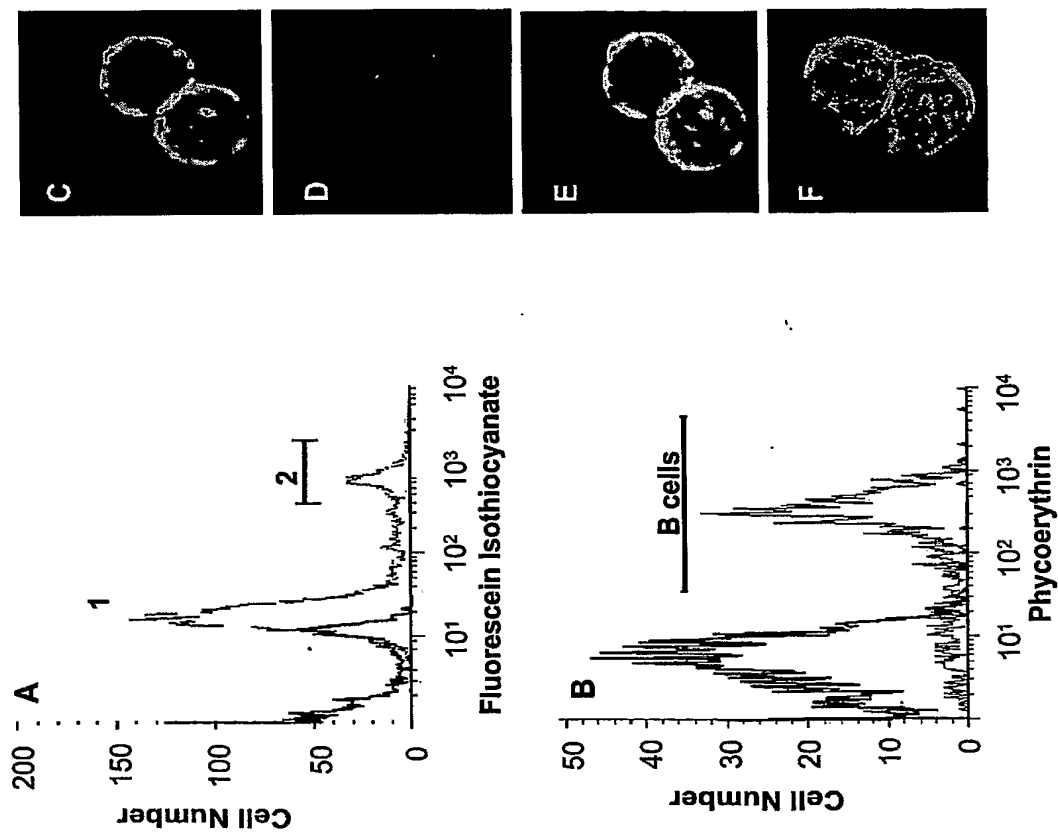 A
Cell Number
200
150
100
50
0
1
2
10¹
10²
10³
10⁴
Fluorescein Isothiocyanate
B
Cell Number
50
40
30
20
10
0
B cells
10¹
10²
10³
10⁴
Phycoerythrin
C
D
E
F